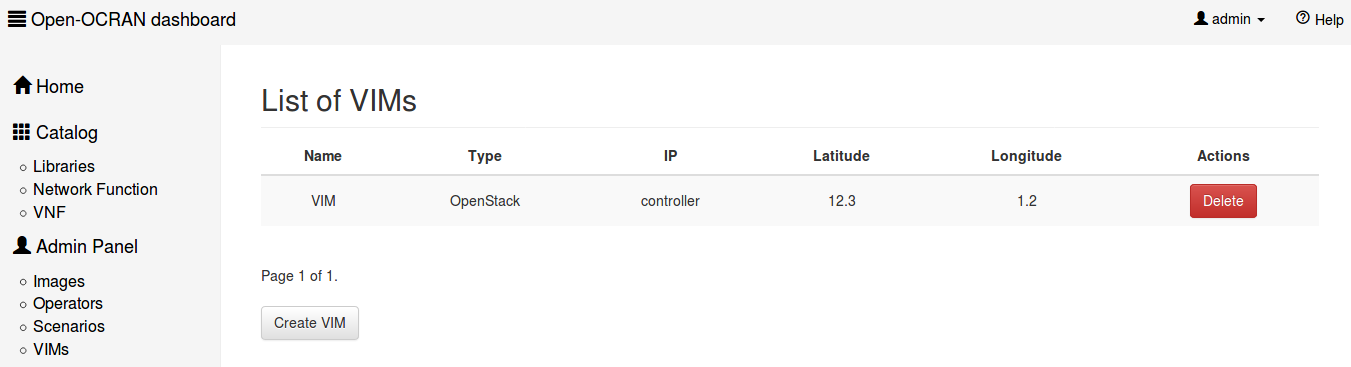 Open-OCRAN dashboard
admin
Help
Home
Catalog
Libraries
Network Function
VNF
Admin Panel
Images
Operators
Scenarios
VIMs
List of VIMs
Name Type IP Latitude Longitude Actions
VIM OpenStack controller 12.3 1.2 Delete
Page 1 of 1.
Create VIM